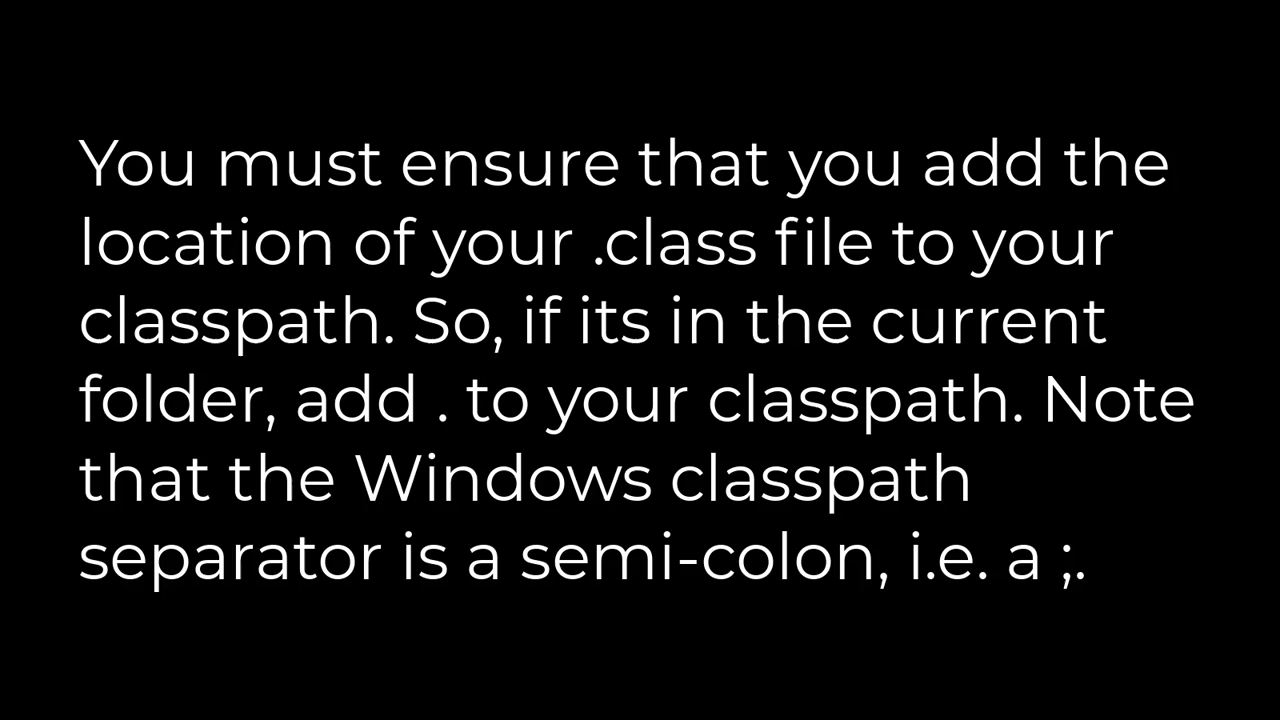 You must ensure that you add the
location of your .class file to your
classpath. So, if its in the current
folder, add . to your classpath. Note
that the Windows classpath
separator is a semi-colon, i.e. a ;.